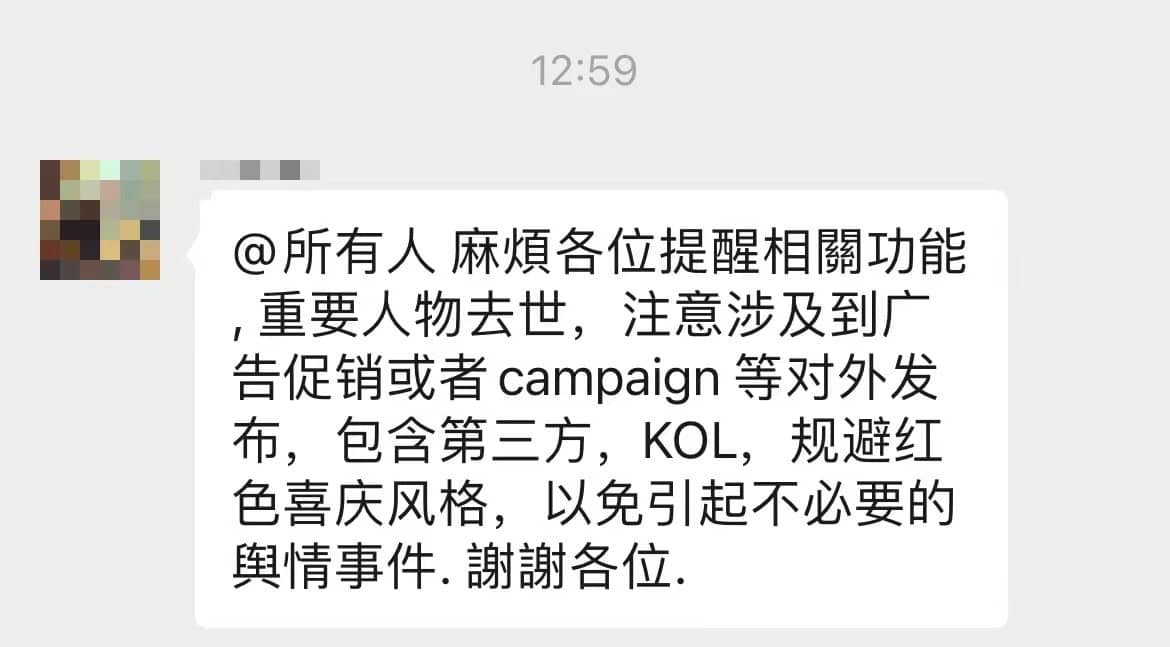 12:59
@所有人 麻煩各位提醒相關功能
, 重要人物去世，注意涉及到广
告促销或者 campaign 等对外发
布，包含第三方，KOL，规避红
色喜庆风格，以免引起不必要的
舆情事件. 謝謝各位.